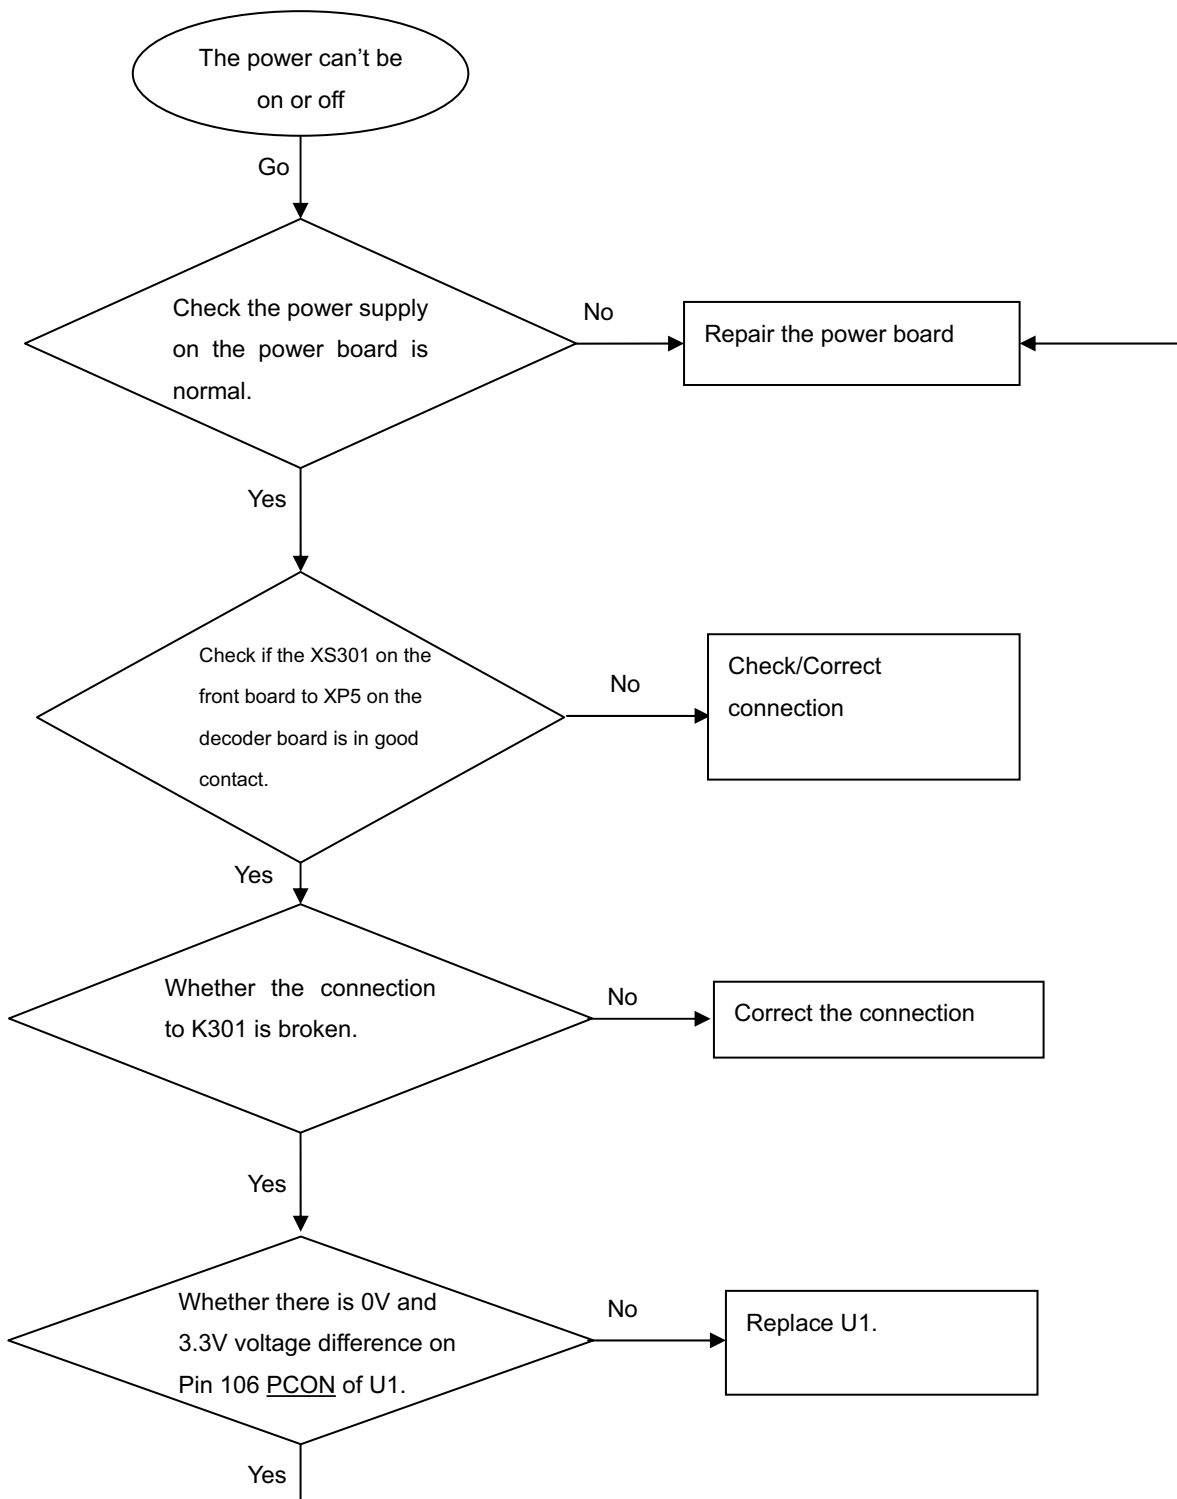 The power can't be
on or off
Go
Check the power supply
on the power board is
normal.
No
Repair the power board
Yes
Check if the XS301 on the
front board to XP5 on the
decoder board is in good
contact.
No
Check/Correct
connection
Yes
Whether the connection
to K301 is broken.
No
Correct the connection
Yes
Whether there is 0V and
3.3V voltage difference on
Pin 106 PCON of U1.
No
Replace U1.
Yes